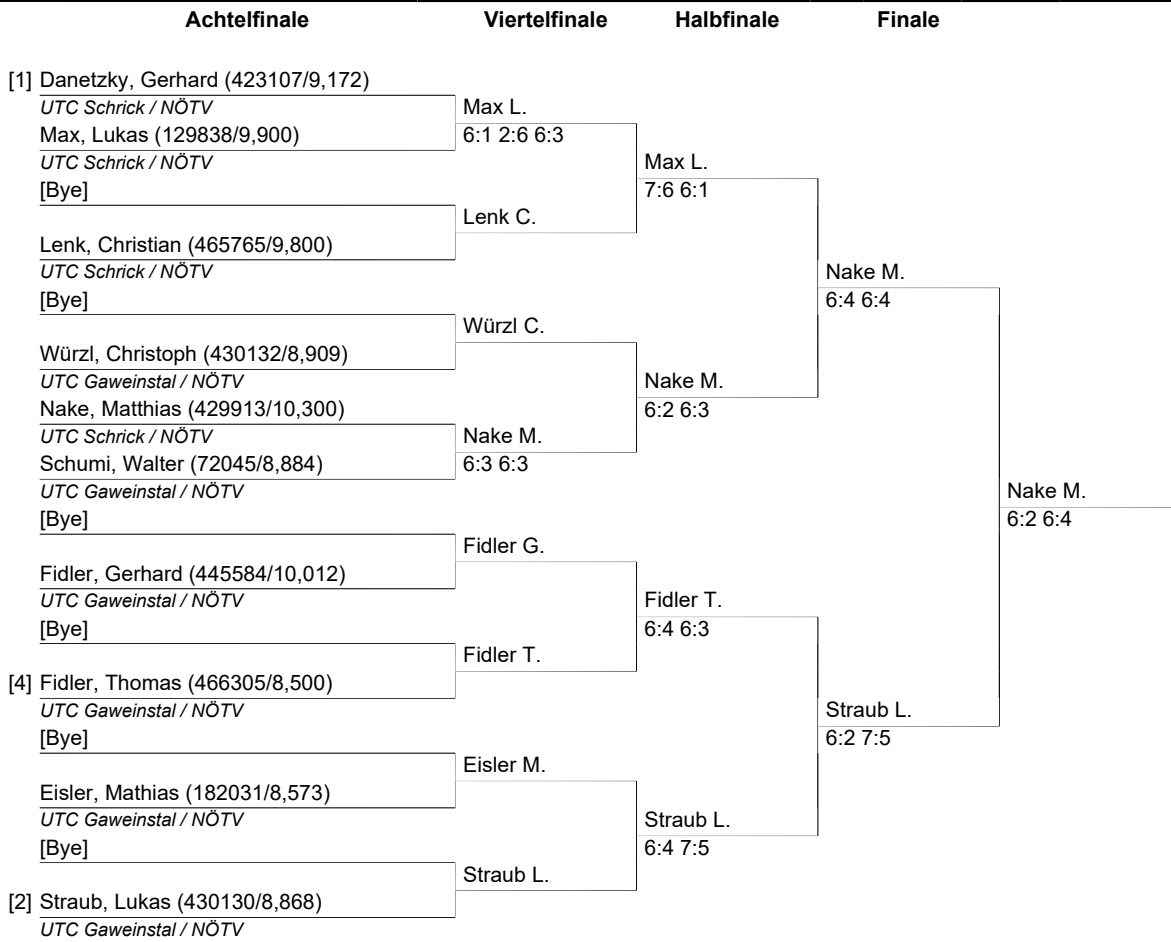 Achtelfinale Viertelfinale Halbfinale Finale
[1] Danetzky, Gerhard (423107/9,172)
UTC Schrick / NÖTV Max L.
Max, Lukas (129838/9,900) 6:1 2:6 6:3
UTC Schrick / NÖTV Max L.
[Bye] 7:6 6:1
Lenk C.
Lenk, Christian (465765/9,800)
UTC Schrick / NÖTV Nake M.
[Bye] 6:4 6:4
Würzl C.
Würzl, Christoph (430132/8,909)
UTC Gaweinstal / NÖTV Nake M.
Nake, Matthias (429913/10,300) 6:2 6:3
UTC Schrick / NÖTV Nake M.
Schumi, Walter (72045/8,884) 6:3 6:3
UTC Gaweinstal / NÖTV Nake M.
[Bye] 6:2 6:4
Fidler G.
Fidler, Gerhard (445584/10,012)
UTC Gaweinstal / NÖTV Fidler T.
[Bye] 6:4 6:3
Fidler T.
[4] Fidler, Thomas (466305/8,500)
UTC Gaweinstal / NÖTV Straub L.
[Bye] 6:2 7:5
Eisler M.
Eisler, Mathias (182031/8,573)
UTC Gaweinstal / NÖTV Straub L.
[Bye] 6:4 7:5
Straub L.
[2] Straub, Lukas (430130/8,868)
UTC Gaweinstal / NÖTV